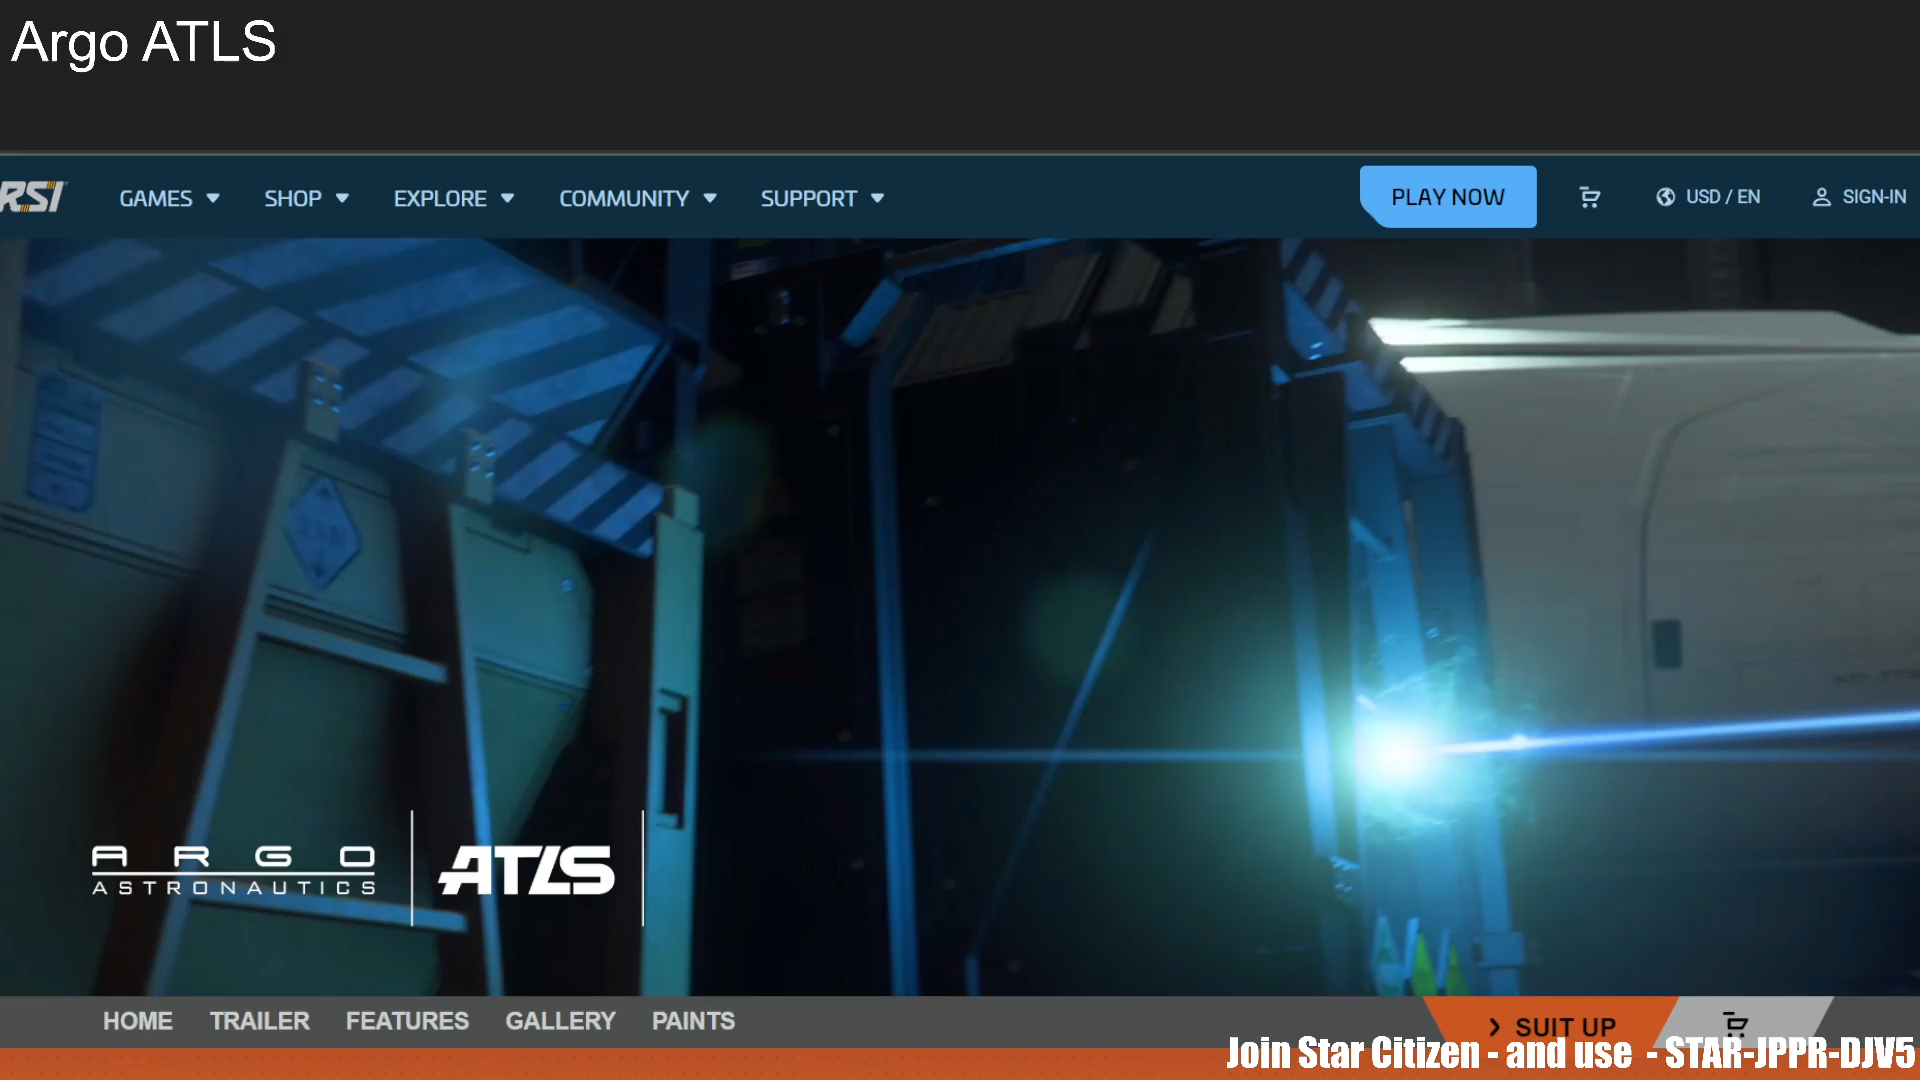 Argo ATLS
RSI
GAMES SHOP EXPLORE COMMUNITY SUPPORT PLAY NOW USD / EN SIGN-IN
ARGO
ASTRONAUTICS
ATLS
HOME TRAILER FEATURES GALLERY PAINTS SUIT UP
Join Star Citizen - and use - STAR-JPPR-DJV5